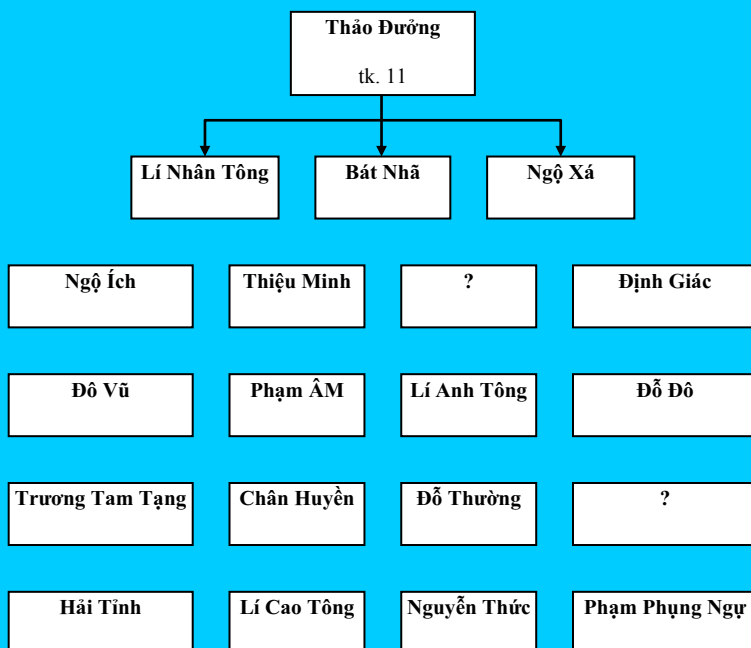 Thảo Đưởng
tk. 11
Lí Nhân Tông Bát Nhã Ngộ Xá
Ngộ Ích Thiệu Minh ? Định Giác
Đô Vũ Phạm ÂM Lí Anh Tông Đỗ Đô
Trương Tam Tạng Chân Huyền Đỗ Thường ?
Hải Tỉnh Lí Cao Tông Nguyễn Thức Phạm Phụng Ngự